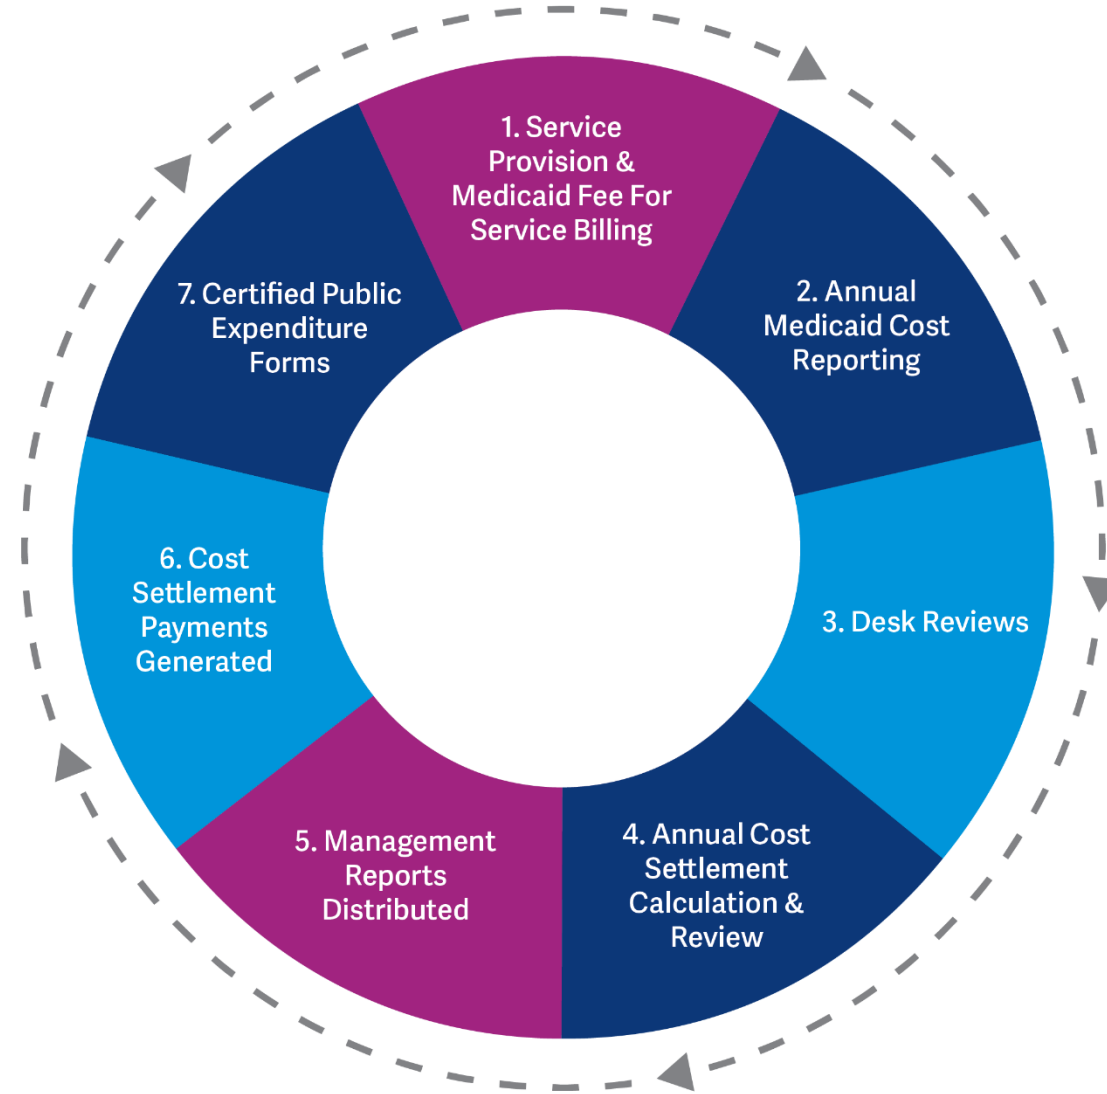 1. Service
Provision &
Medicaid Fee For
Service Billing
2. Annual
Medicaid Cost
Reporting
3. Desk Reviews
4. Annual Cost
Settlement
Calculation &
Review
5. Management
Reports
Distributed
6. Cost
Settlement
Payments
Generated
7. Certified Public
Expenditure
Forms